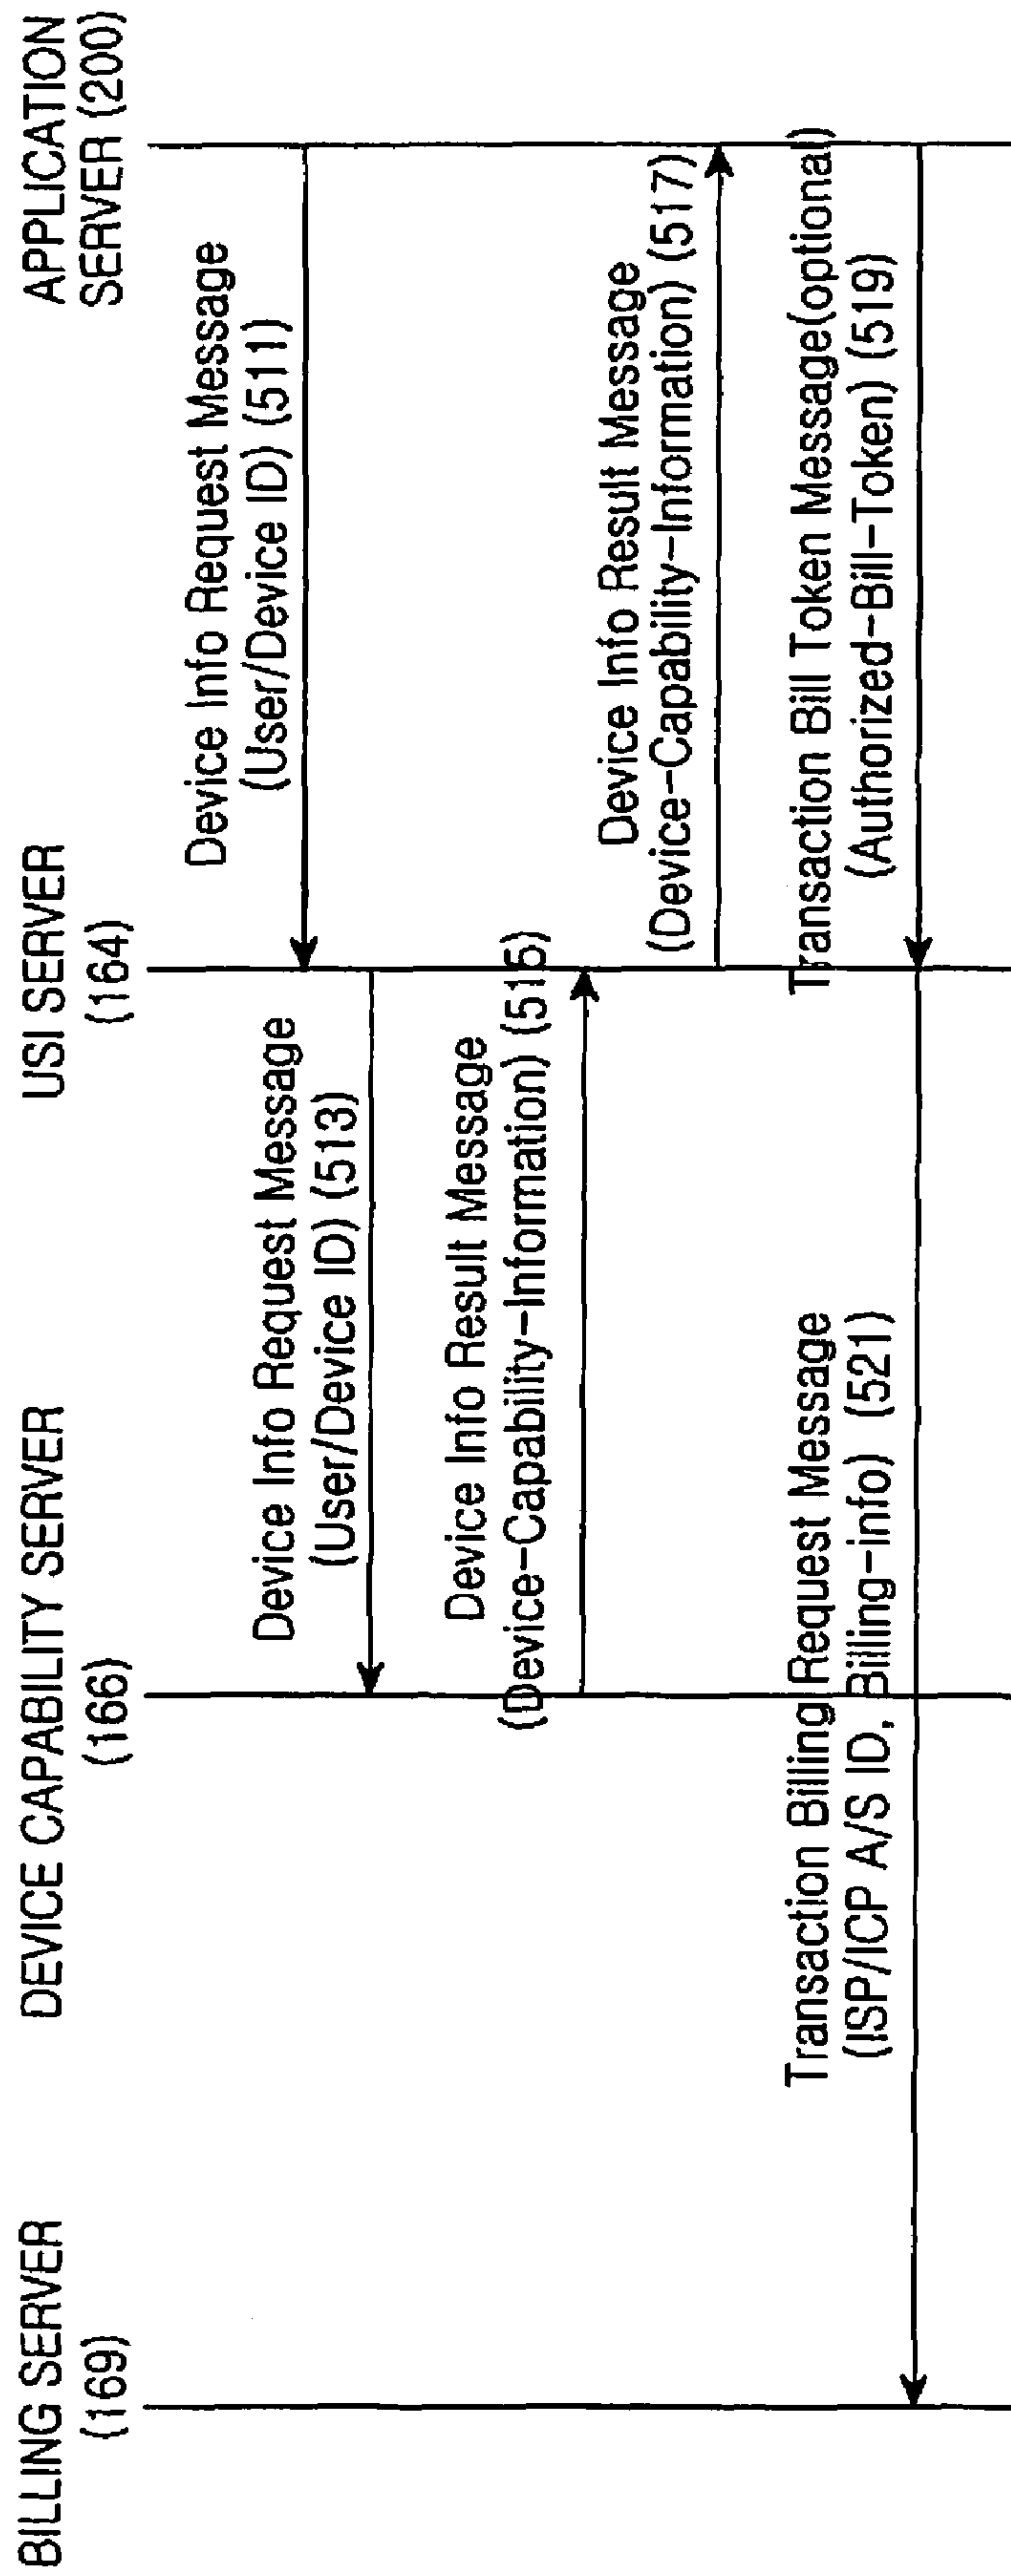 BILLING SERVER
(169)
DEVICE CAPABILITY SERVER
(166)
USI SERVER
(164)
APPLICATION
SERVER (200)
Device Info Request Message
(User/Device ID) (511)
Device Info Request Message
(User/Device ID) (513)
Device Info Result Message
(Device-Capability-Information) (515)
Device Info Result Message
(Device-Capability-Information) (517)
Transaction Bill Token Message(optional)
(Authorized-Bill-Token) (519)
Transaction Billing Request Message
(ISP/ICP A/S ID, Billing-info) (521)